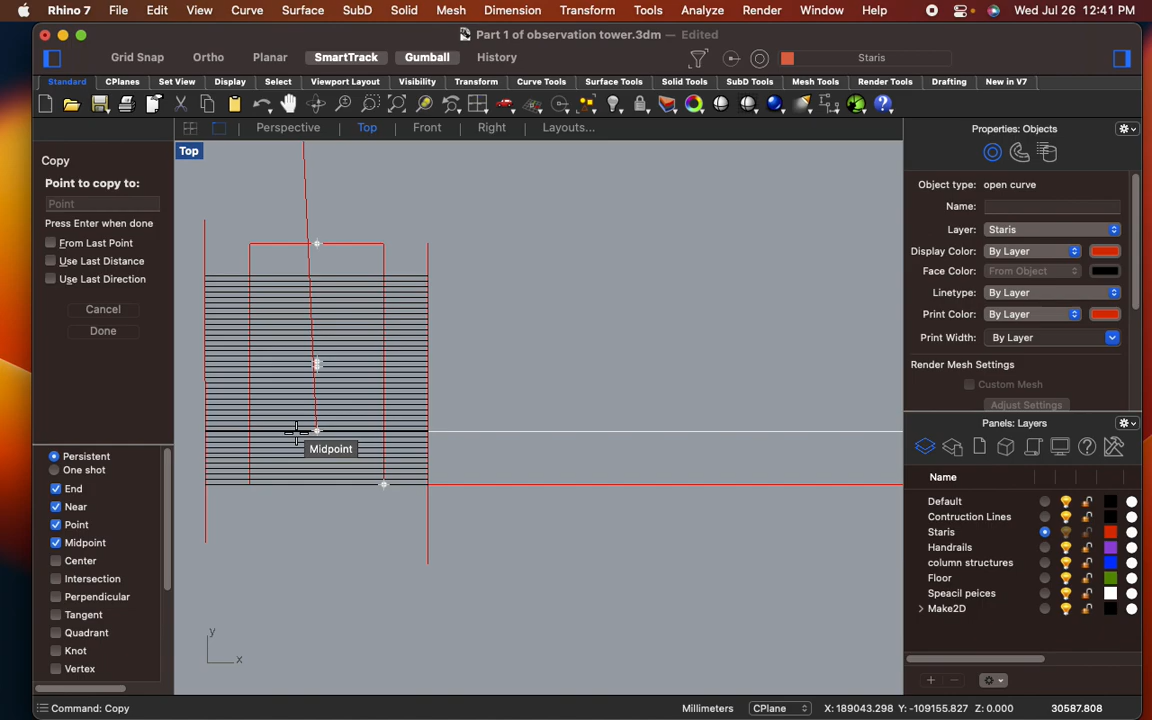 Rhino 7 File Edit View Curve Surface SubD Solid Mesh Dimension Transform Tools Analyze Render Window Help Wed Jul 26 12:41 PM
Part 1 of observation tower.3dm — Edited
Grid Snap Ortho Planar SmartTrack Gumball History Staris
Standard CPlanes Set View Display Select Viewport Layout Visibility Transform Curve Tools Surface Tools Solid Tools SubD Tools Mesh Tools Render Tools Drafting New in V7
Perspective Top Front Right Layouts... Properties: Objects
Top
Copy
Point to copy to:
Point
Press Enter when done
From Last Point
Use Last Distance
Use Last Direction
Cancel
Done
Persistent
One shot
End
Near
Point
Midpoint
Center
Intersection
Perpendicular
Tangent
Quadrant
Knot
Vertex
Midpoint
y
x
Object type: open curve
Name:
Layer: Staris
Display Color: By Layer
Face Color: From Object
Linetype: By Layer
Print Color: By Layer
Print Width: By Layer
Render Mesh Settings
Custom Mesh
Adjust Settings
Panels: Layers
Name
Default
Contruction Lines
Staris
Handrails
column structures
Floor
Speacil peices
Make2D
Command: Copy Millimeters CPlane X:189043.298 Y:-109155.827 Z:0.000 30587.808